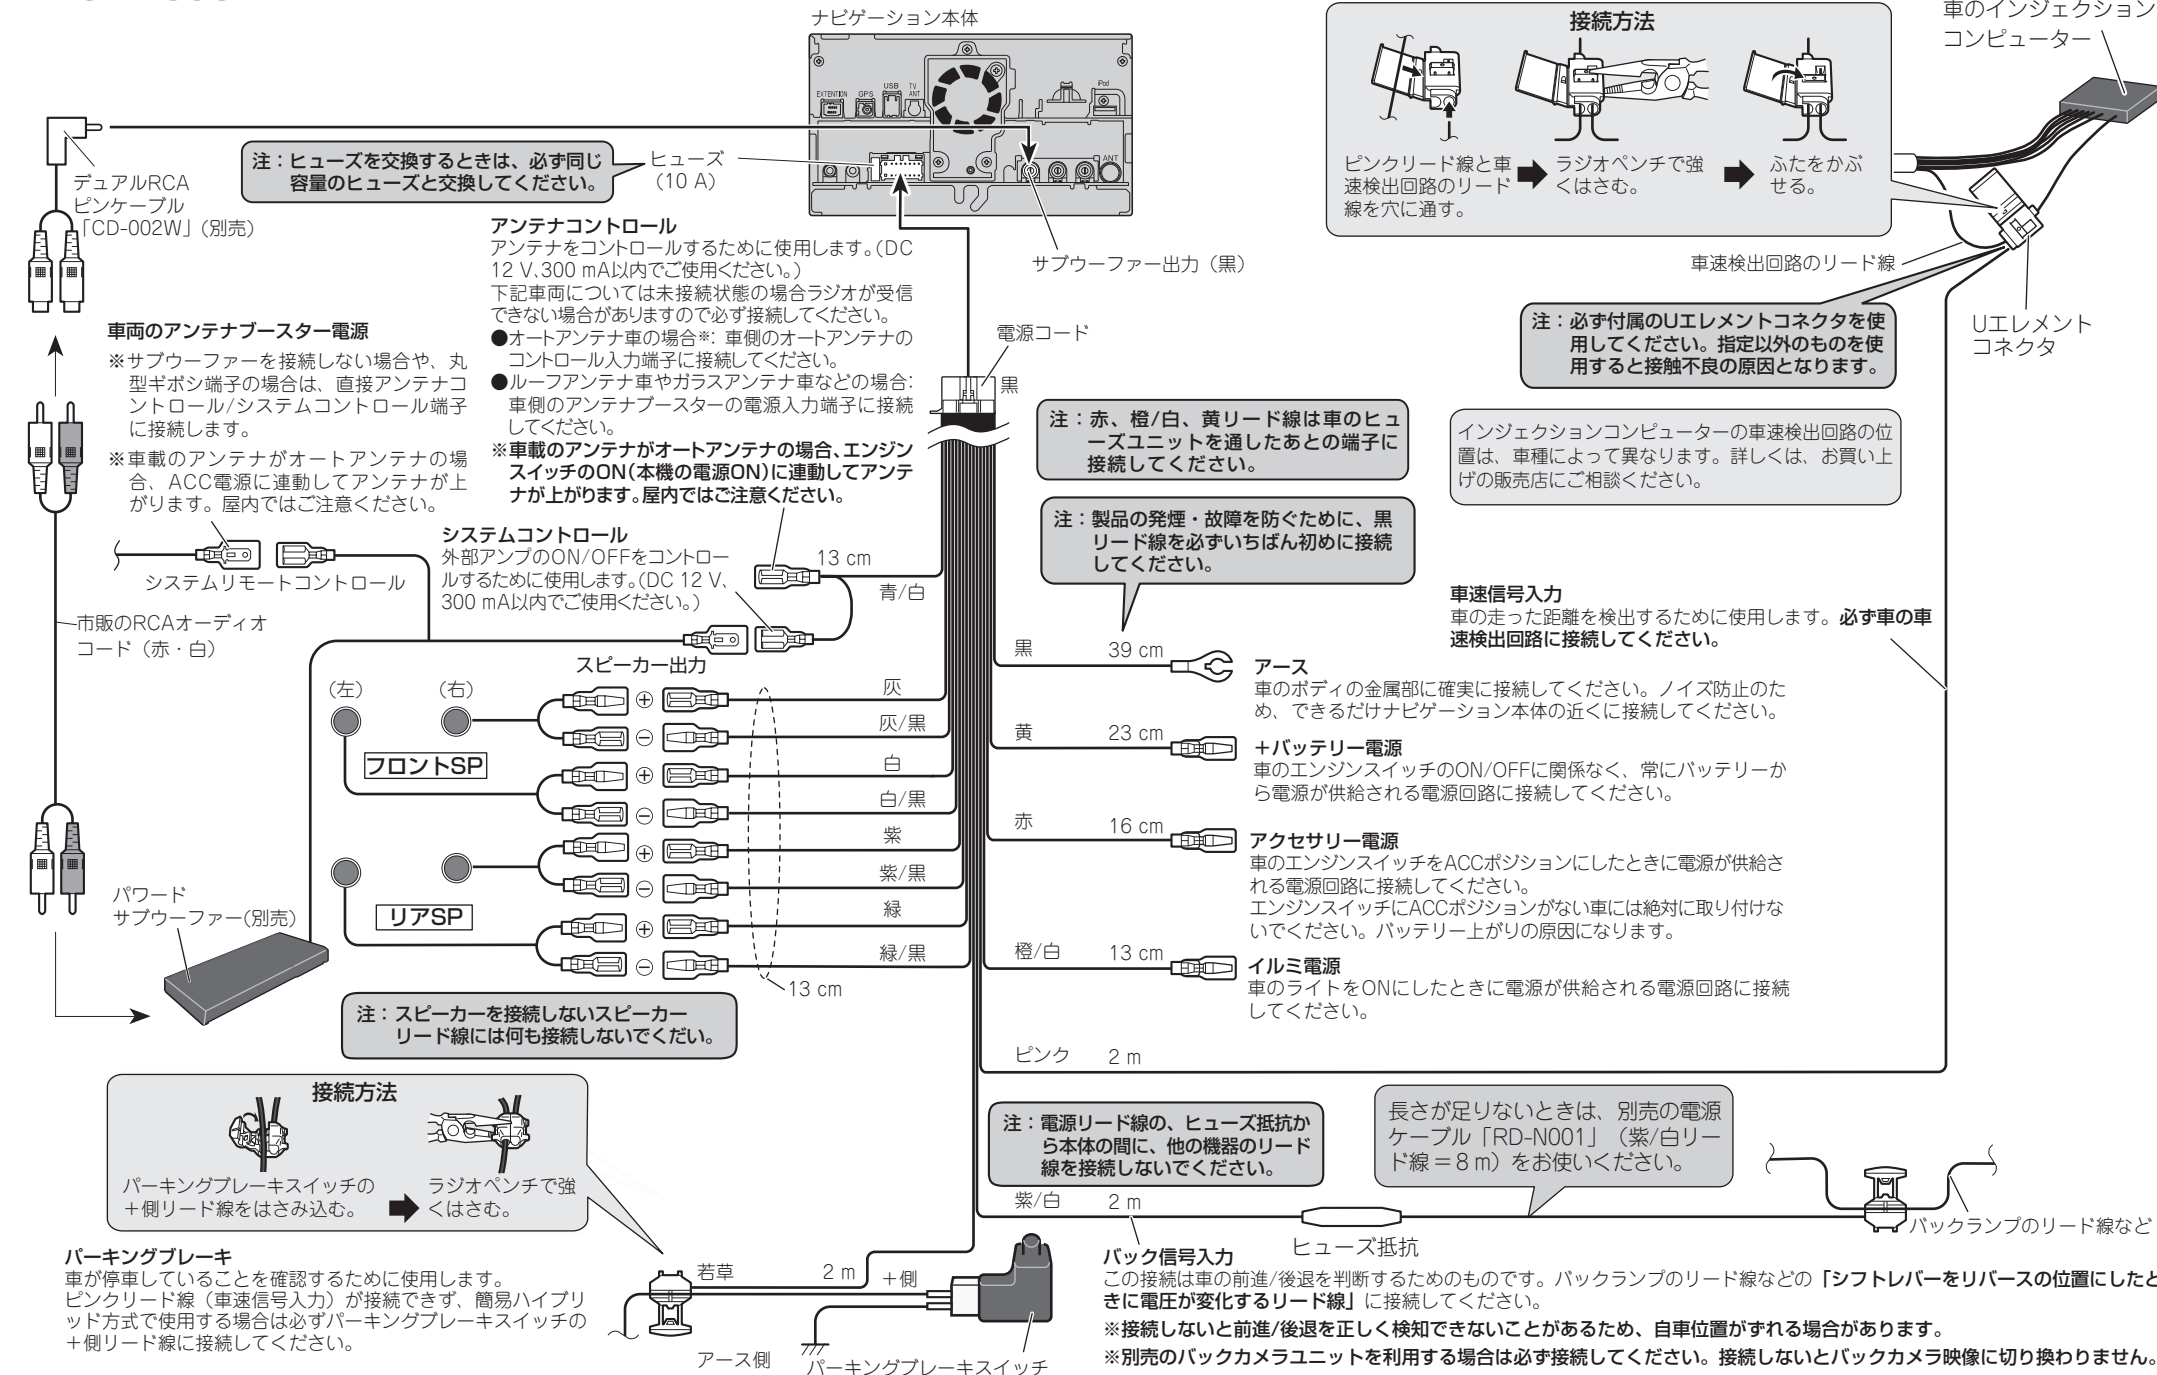 ナビゲーション本体
EXTENTION
GPS
USB
TV
ANT
iPod
ANT
デュアルRCA
ピンケーブル
「CD-002W」(別売)
注：ヒューズを交換するときは、必ず同じ
容量のヒューズと交換してください。
ヒューズ
(10 A)
サブウーファー出力（黒）
接続方法
ピンクリード線と車
速検出回路のリード
線を穴に通す。
ラジオペンチで強
くはさむ。
ふたをかぶ
せる。
車のインジェクション
コンピューター
車速検出回路のリード線
Uエレメント
コネクタ
注：必ず付属のUエレメントコネクタを使
用してください。指定以外のものを使
用すると接触不良の原因となります。
インジェクションコンピューターの車速検出回路の位
置は、車種によって異なります。詳しくは、お買い上
げの販売店にご相談ください。
アンテナコントロール
アンテナをコントロールするために使用します。（DC
12 V、300 mA以内でご使用ください。）
下記車両については未接続状態の場合ラジオが受信
できない場合がありますので必ず接続してください。
●オートアンテナ車の場合※：車側のオートアンテナの
コントロール入力端子に接続してください。
●ルーフアンテナ車やガラスアンテナ車などの場合：
車側のアンテナブースターの電源入力端子に接続
してください。
※車載のアンテナがオートアンテナの場合、エンジン
スイッチのON（本機の電源ON）に連動してアンテ
ナが上がります。屋内ではご注意ください。
車両のアンテナブースター電源
※サブウーファーを接続しない場合や、丸
型ギボシ端子の場合は、直接アンテナコ
ントロール/システムコントロール端子
に接続します。
※車載のアンテナがオートアンテナの場
合、ACC電源に連動してアンテナが上
がります。屋内ではご注意ください。
システムリモートコントロール
市販のRCAオーディオ
コード（赤・白）
システムコントロール
外部アンプのON/OFFをコントロー
ルするために使用します。（DC 12 V、
300 mA以内でご使用ください。）
13 cm
青/白
電源コード
黒
注：赤、橙/白、黄リード線は車のヒュ
ーズユニットを通したあとの端子に
接続してください。
注：製品の発煙・故障を防ぐために、黒
リード線を必ずいちばん初めに接続
してください。
車速信号入力
車の走った距離を検出するために使用します。必ず車の車
速検出回路に接続してください。
スピーカー出力
（左）
（右）
フロントSP
リアSP
⊕
⊖
⊕
⊖
⊕
⊖
⊕
⊖
灰
灰/黒
白
白/黒
紫
紫/黒
緑
緑/黒
13 cm
パワード
サブウーファー（別売）
注：スピーカーを接続しないスピーカー
リード線には何も接続しないでくだい。
黒 39 cm
アース
車のボディの金属部に確実に接続してください。ノイズ防止のた
め、できるだけナビゲーション本体の近くに接続してください。
黄 23 cm
＋バッテリー電源
車のエンジンスイッチのON/OFFに関係なく、常にバッテリーか
ら電源が供給される電源回路に接続してください。
赤 16 cm
アクセサリー電源
車のエンジンスイッチをACCポジションにしたときに電源が供給さ
れる電源回路に接続してください。
エンジンスイッチにACCポジションがない車には絶対に取り付けな
いでください。バッテリー上がりの原因になります。
橙/白 13 cm
イルミ電源
車のライトをONにしたときに電源が供給される電源回路に接続
してください。
ピンク 2 m
接続方法
パーキングブレーキスイッチの
＋側リード線をはさみ込む。
ラジオペンチで強
くはさむ。
注：電源リード線の、ヒューズ抵抗か
ら本体の間に、他の機器のリード
線を接続しないでください。
長さが足りないときは、別売の電源
ケーブル「RD-N001」（紫/白リー
ド線＝8 m）をお使いください。
紫/白 2 m
ヒューズ抵抗
バックランプのリード線など
パーキングブレーキ
車が停車していることを確認するために使用します。
ピンクリード線（車速信号入力）が接続できず、簡易ハイブリ
ッド方式で使用する場合は必ずパーキングブレーキスイッチの
＋側リード線に接続してください。
若草
2 m
＋側
アース側
パーキングブレーキスイッチ
バック信号入力
この接続は車の前進/後退を判断するためのものです。バックランプのリード線などの「シフトレバーをリバースの位置にしたと
きに電圧が変化するリード線」に接続してください。
※接続しないと前進/後退を正しく検知できないことがあるため、自車位置がずれる場合があります。
※別売のバックカメラユニットを利用する場合は必ず接続してください。接続しないとバックカメラ映像に切り換わりません。